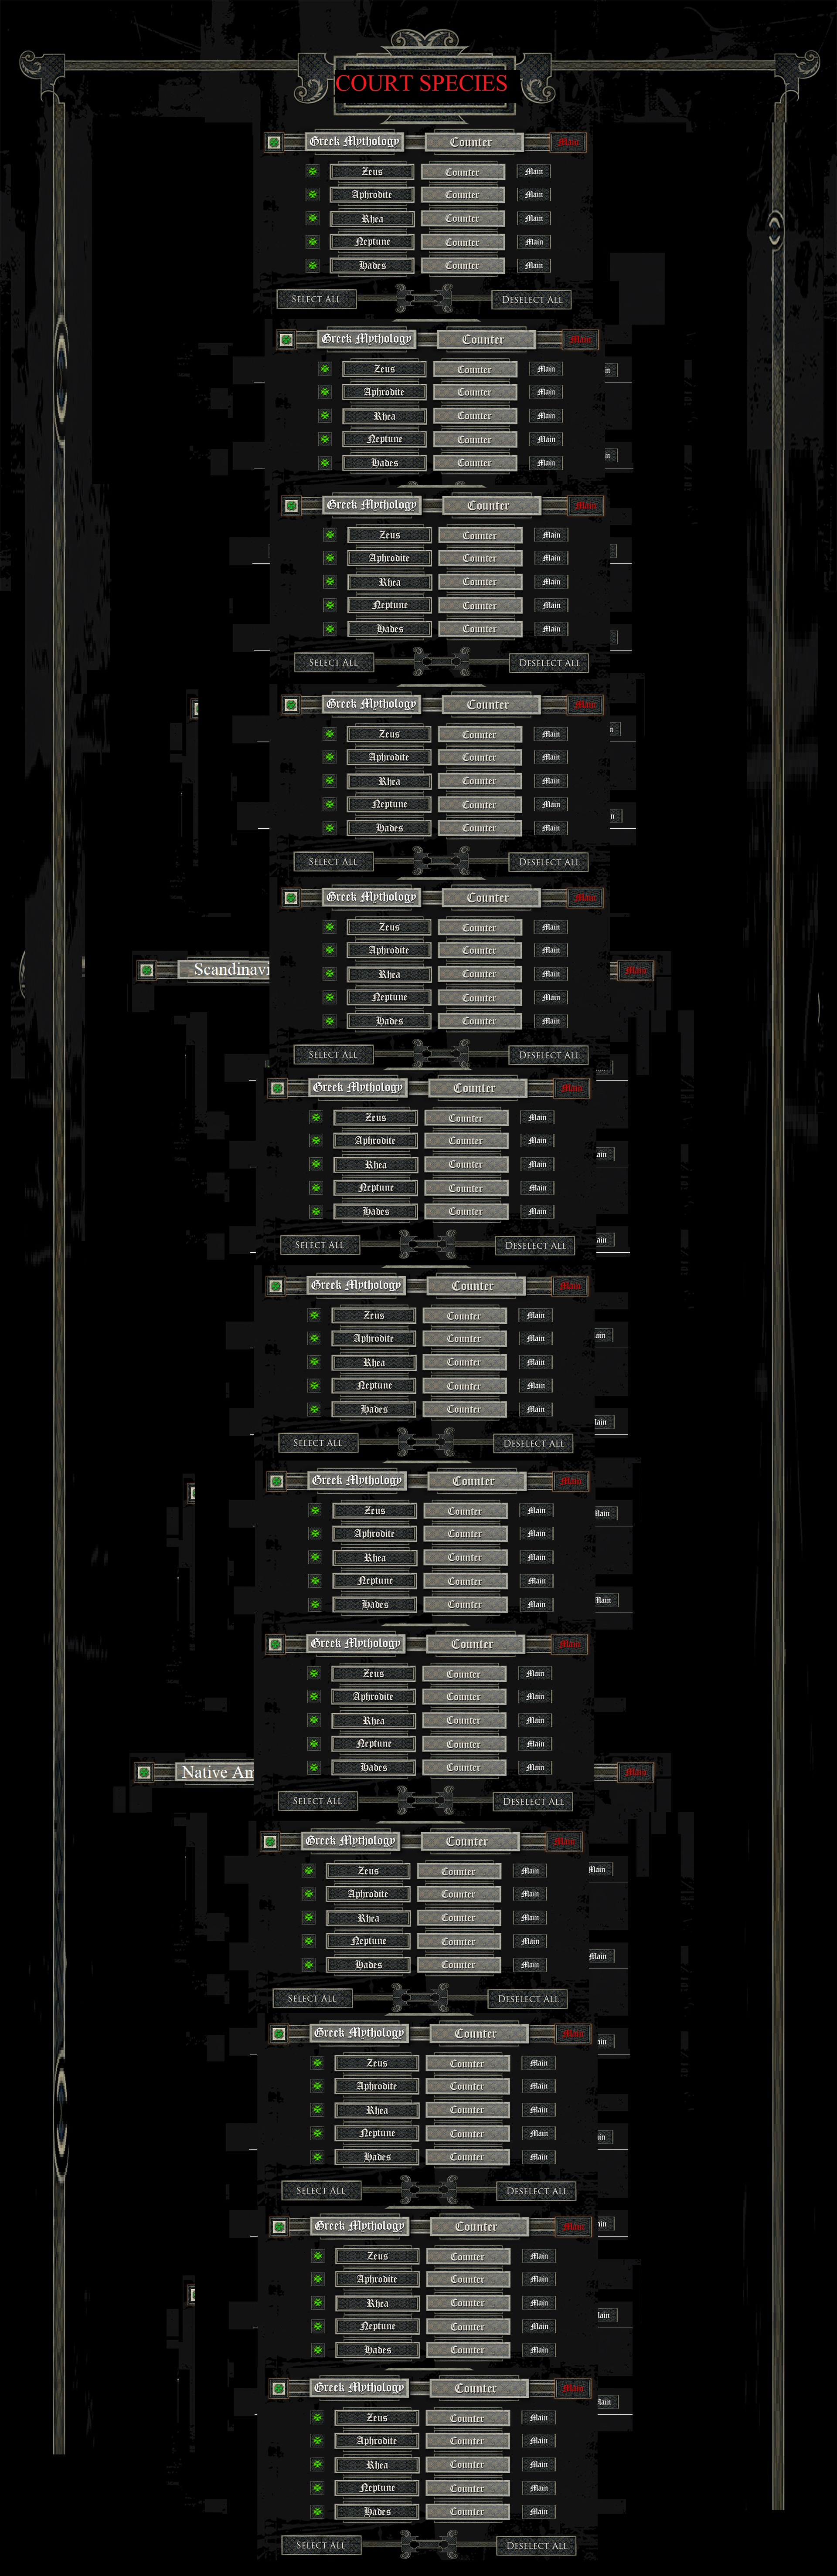 COURT SPECIES
Greek Mythology Counter Main
Zeus Counter Main
Aphrodite Counter Main
Rhea Counter Main
Neptune Counter Main
Hades Counter Main
SELECT ALL DESELECT ALL
Greek Mythology Counter Main
Zeus Counter Main
Aphrodite Counter Main
Rhea Counter Main
Neptune Counter Main
Hades Counter Main
Greek Mythology Counter Main
Zeus Counter Main
Aphrodite Counter Main
Rhea Counter Main
Neptune Counter Main
Hades Counter Main
SELECT ALL DESELECT ALL
Greek Mythology Counter Main
Zeus Counter Main
Aphrodite Counter Main
Rhea Counter Main
Neptune Counter Main
Hades Counter Main
SELECT ALL DESELECT ALL
Greek Mythology Counter Main
Zeus Counter Main
Aphrodite Counter Main
Scandinavi Main
Rhea Counter Main
Neptune Counter Main
Hades Counter Main
SELECT ALL DESELECT ALL
Greek Mythology Counter Main
Zeus Counter Main
Aphrodite Counter Main
Rhea Counter Main
Neptune Counter Main
Hades Counter Main
SELECT ALL DESELECT ALL
Greek Mythology Counter Main
Zeus Counter Main
Aphrodite Counter Main
Rhea Counter Main
Neptune Counter Main
Hades Counter Main
SELECT ALL DESELECT ALL
Greek Mythology Counter Main
Zeus Counter Main
Aphrodite Counter Main
Rhea Counter Main
Neptune Counter Main
Hades Counter Main
Greek Mythology Counter Main
Zeus Counter Main
Aphrodite Counter Main
Rhea Counter Main
Neptune Counter Main
Hades Counter Main
Native Am Main
SELECT ALL DESELECT ALL
Greek Mythology Counter Main
Zeus Counter Main Main
Aphrodite Counter Main
Rhea Counter Main
Neptune Counter Main Main
Hades Counter Main
SELECT ALL DESELECT ALL
Greek Mythology Counter Main
Zeus Counter Main
Aphrodite Counter Main
Rhea Counter Main
Neptune Counter Main
Hades Counter Main
SELECT ALL DESELECT ALL
Greek Mythology Counter Main
Zeus Counter Main
Aphrodite Counter Main
Rhea Counter Main
Neptune Counter Main
Hades Counter Main
Greek Mythology Counter Main
Zeus Counter Main
Aphrodite Counter Main
Rhea Counter Main
Neptune Counter Main
Hades Counter Main
SELECT ALL DESELECT ALL